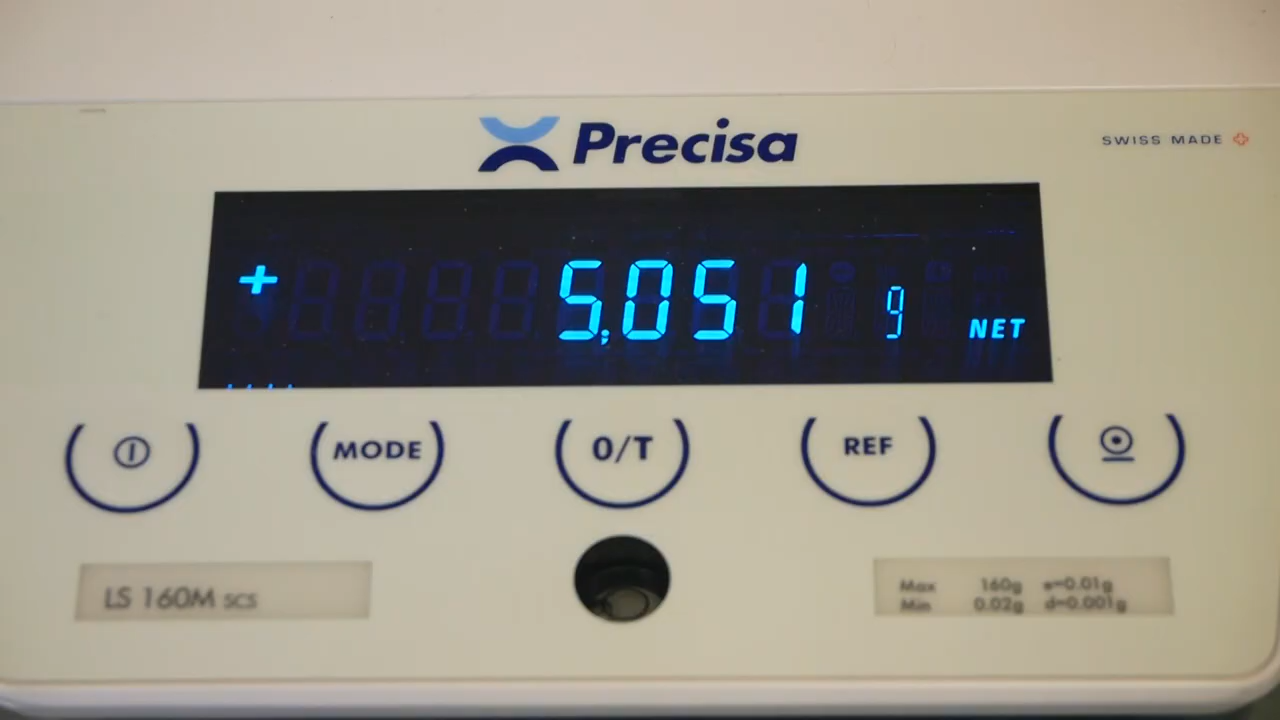 Precisa
SWISS MADE
+ 5.051 g NET
MODE 0/T REF
LS 160M SCS
Max 160g e=0.01g
Min 0.02g d=0.001g